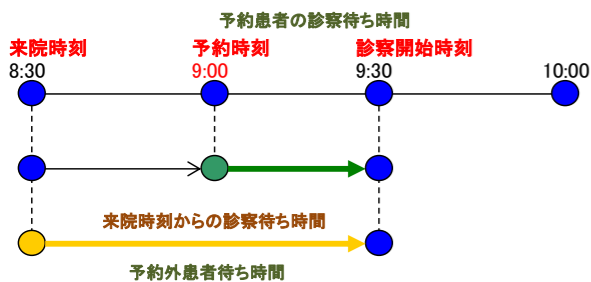 予約患者の診察待ち時間
来院時刻 予約時刻 診察開始時刻
8:30 9:00 9:30 10:00
来院時刻からの診察待ち時間
予約外患者待ち時間